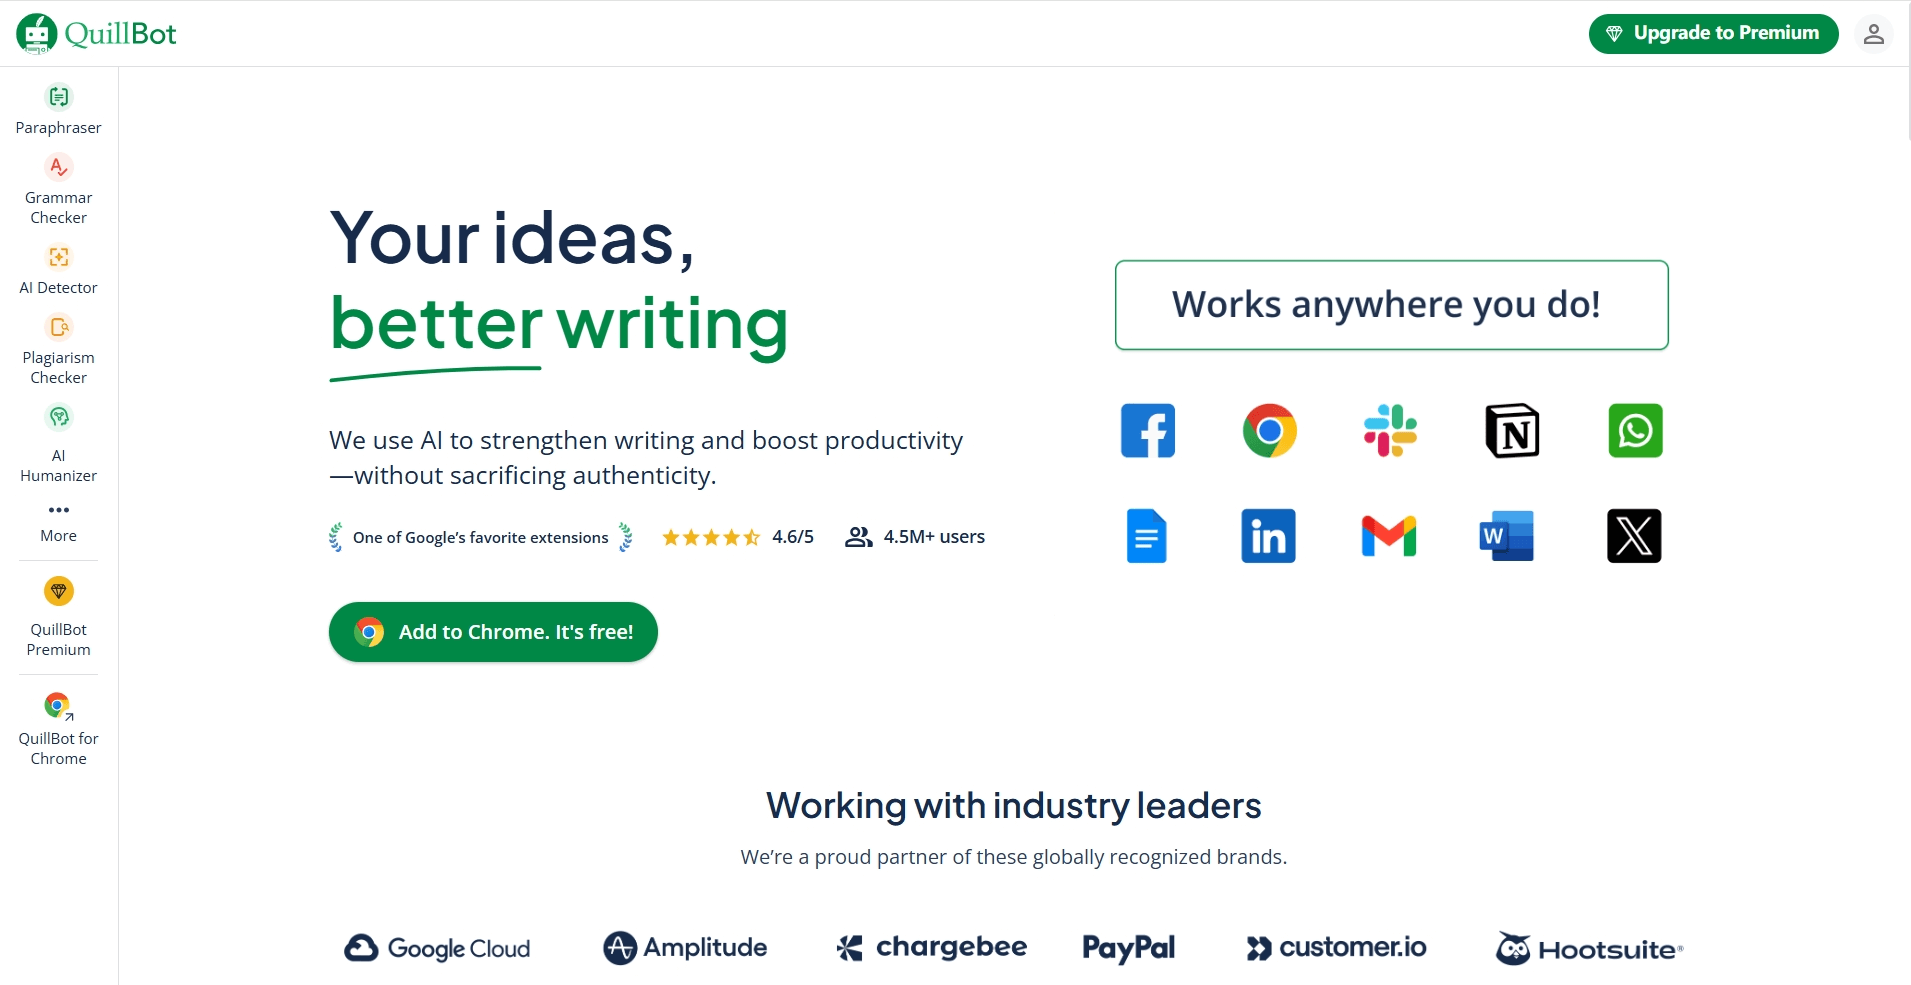 QuillBot
Upgrade to Premium
Paraphraser
Grammar
Checker
AI Detector
Plagiarism
Checker
AI
Humanizer
More
QuillBot
Premium
QuillBot for
Chrome
Your ideas,
better writing
We use AI to strengthen writing and boost productivity
—without sacrificing authenticity.
One of Google’s favorite extensions
4.6/5
4.5M+ users
Add to Chrome. It's free!
Works anywhere you do!
N
in
W
X
Working with industry leaders
We’re a proud partner of these globally recognized brands.
Google Cloud
Amplitude
chargebee
PayPal
customer.io
Hootsuite®